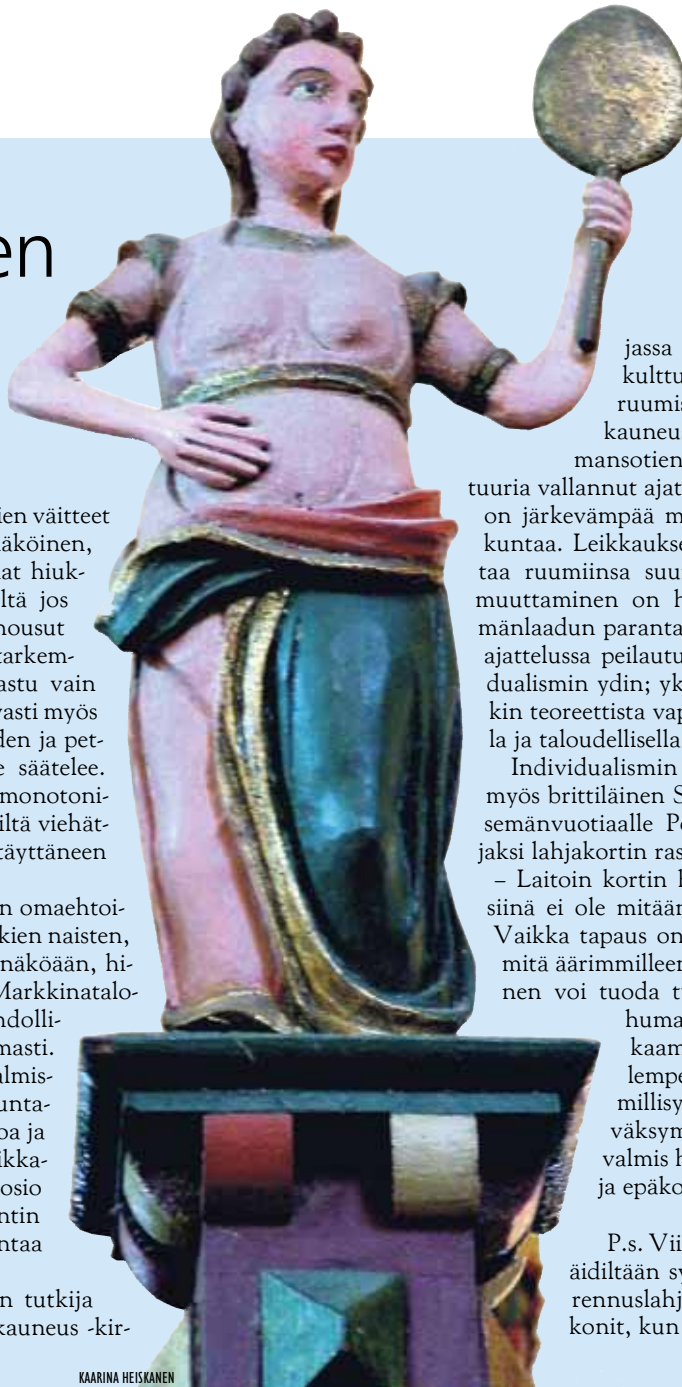 en
ien väitteet
äköinen,
at hiuk-
ltä jos
housut
tarkem-
astu vain
vasti myös
den ja pet-
e säätelee.
monotoni-
iltä viehät-
täyttäneen
n omaehtoi-
kien naisten,
näköään, hi-
Markkinatalo-
hdolli-
masti.
almis-
unta-
oa ja
ikka-
osio
ntin
ntaa
n tutkija
kauneus -kir-
KAARINA HEISKANEN
jassa
kulttu
ruumis
kauneu
mansotien
tuuria vallannut ajat
on järkevämpää m
kuntaa. Leikkaukse
taa ruumiinsa suu
muuttaminen on h
mänlaadun paranta
ajattelussa peilautu
dualismin ydin; yk
kin teoreettista vap
la ja taloudellisella
Individualismin
myös brittiläinen S
semänvuotiaalle Po
jaksi lahjakortin ras
– Laitoin kortin h
siinä ei ole mitään
Vaikka tapaus on
mitä äärimmilleen
nen voi tuoda t
huma
kaam
lempe
millisy
väksym
valmis h
ja epäko
P.s. Vii
äidiltään sy
rennuslahj
konit, kun